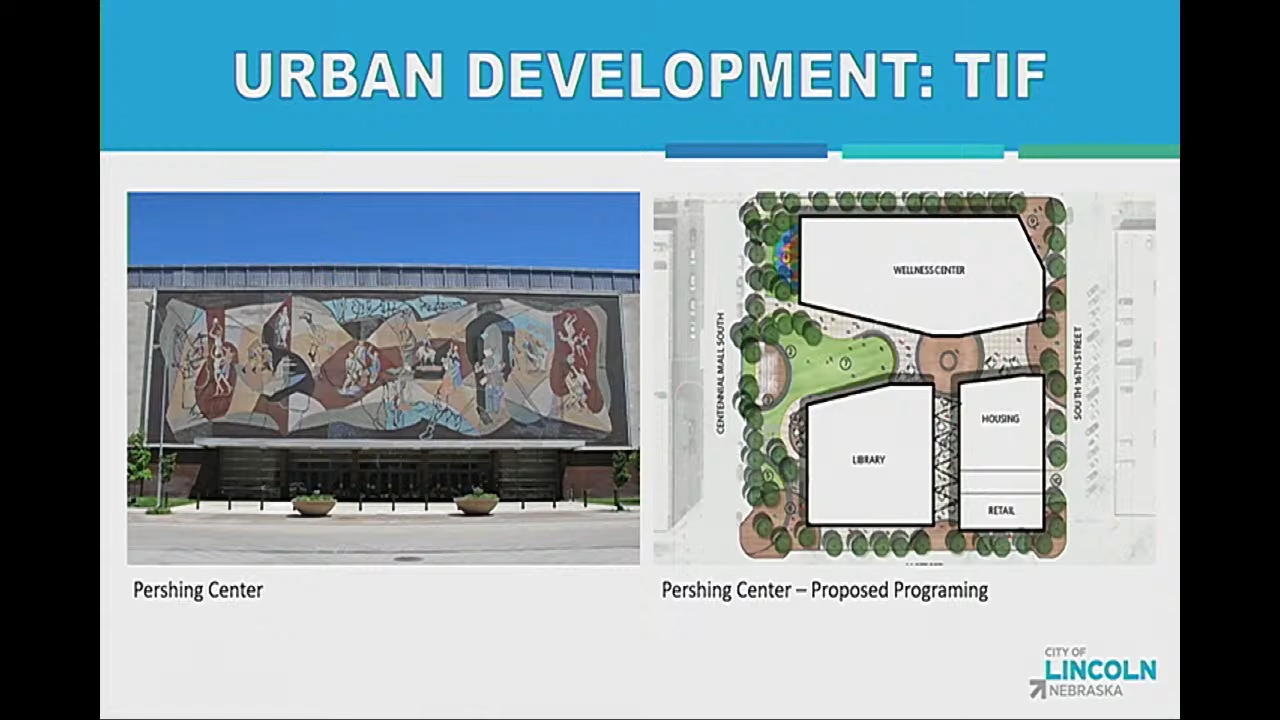 URBAN DEVELOPMENT: TIF
WELLNESS CENTER
CENTENNIAL MALL SOUTH
SOUTH 16TH STREET
HOUSING
LIBRARY
RETAIL
Pershing Center
Pershing Center – Proposed Programing
CITY OF
LINCOLN
NEBRASKA